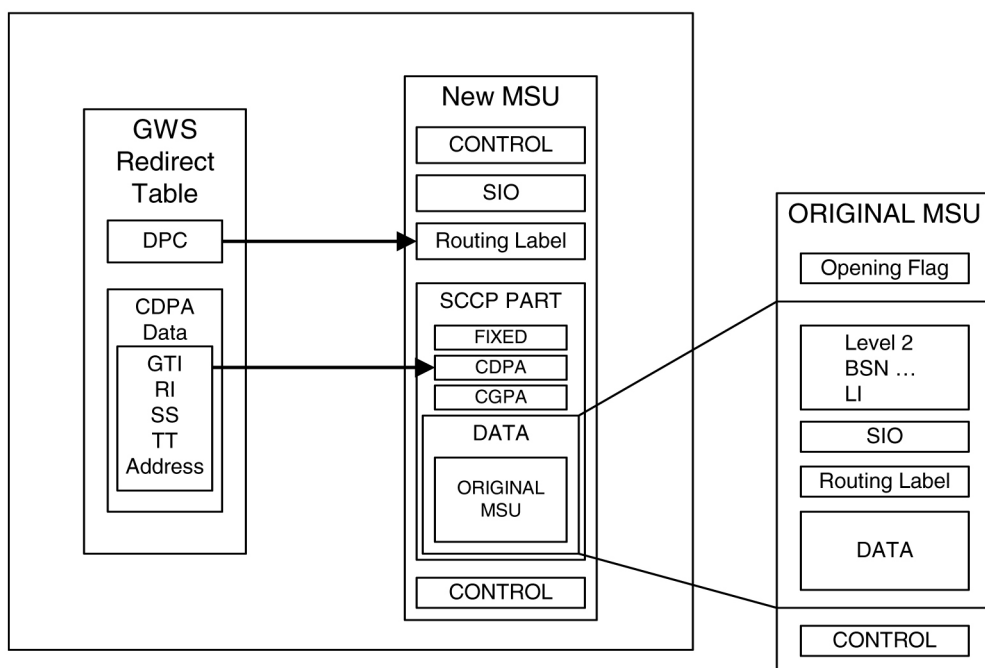 GWS
Redirect
Table
DPC
CDPA
Data
GTI
RI
SS
TT
Address
New MSU
CONTROL
SIO
Routing Label
SCCP PART
FIXED
CDPA
CGPA
DATA
ORIGINAL
MSU
CONTROL
ORIGINAL MSU
Opening Flag
Level 2
BSN …
LI
SIO
Routing Label
DATA
CONTROL